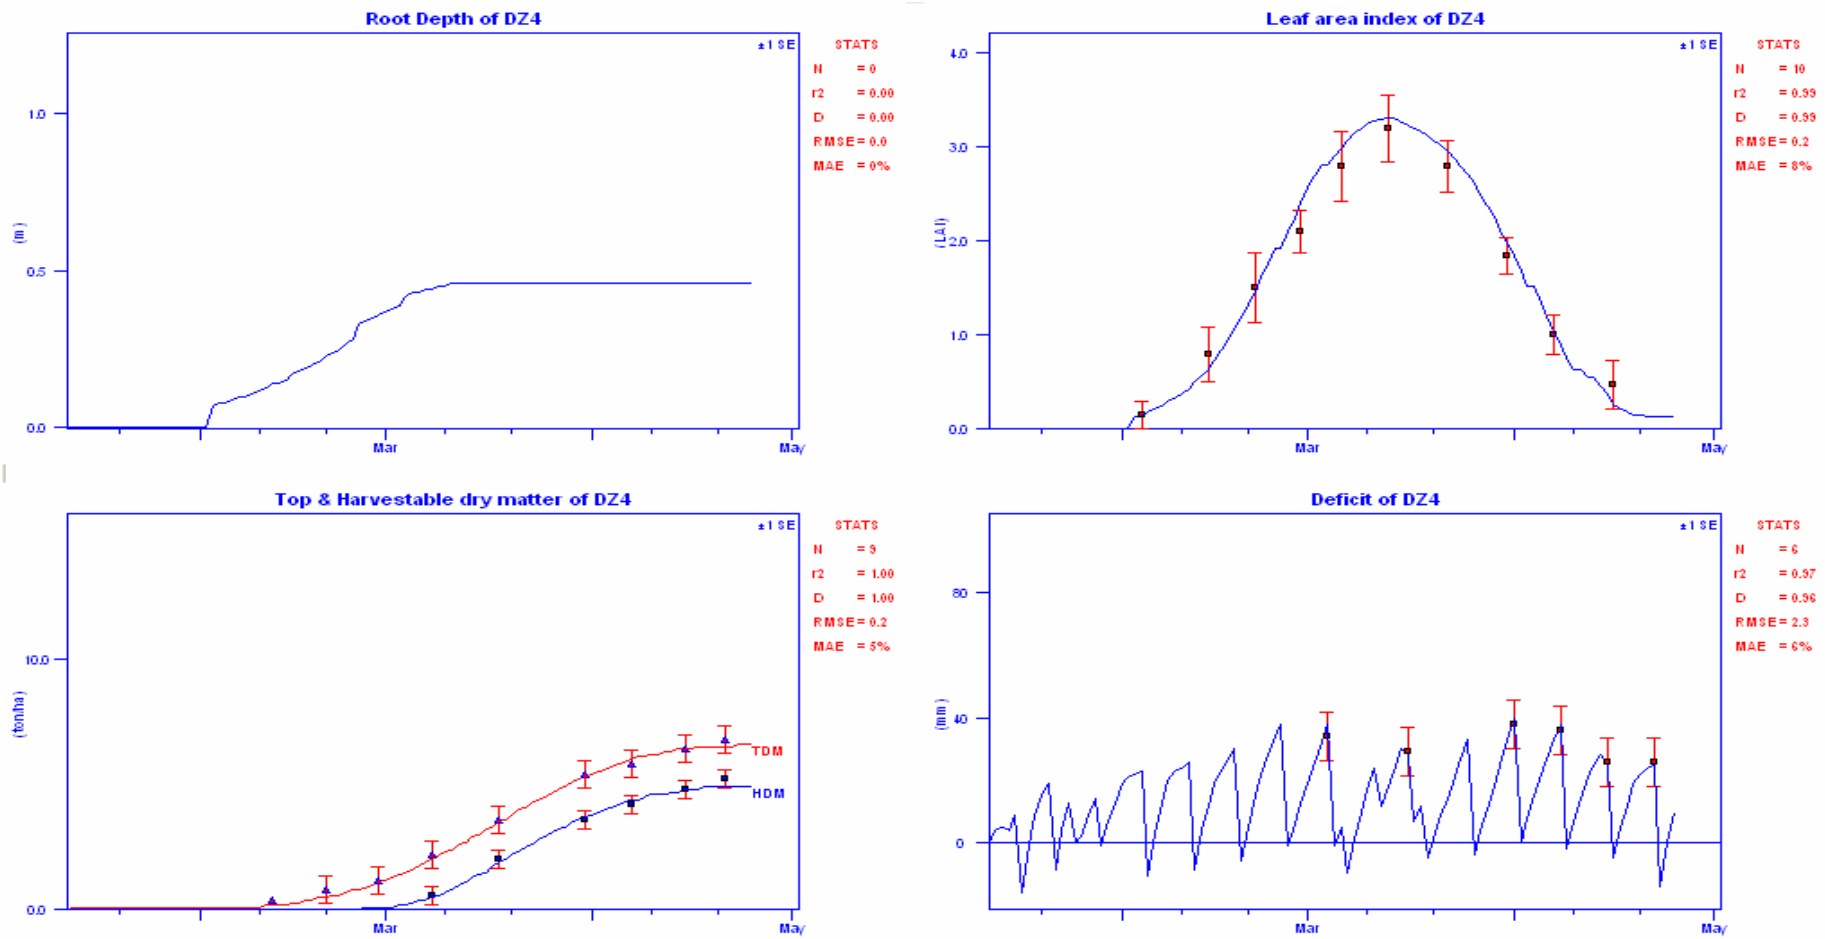 Root Depth of DZ4
±1 SE
STATS
N = 0
r2 = 0.00
D = 0.00
RMSE= 0.0
MAE = 0%
1.0
(m)
0.5
0.0
Mar
May
Leaf area index of DZ4
±1 SE
STATS
N = 10
r2 = 0.99
D = 0.99
RMSE= 0.2
MAE = 8%
4.0
3.0
(LAI)
2.0
1.0
0.0
Mar
May
Top & Harvestable dry matter of DZ4
±1 SE
STATS
N = 9
r2 = 1.00
D = 1.00
RMSE= 0.2
MAE = 5%
10.0
(ton/ha)
TDM
HDM
0.0
Mar
May
Deficit of DZ4
±1 SE
STATS
N = 6
r2 = 0.97
D = 0.96
RMSE= 2.3
MAE = 6%
80
(mm)
40
0
Mar
May